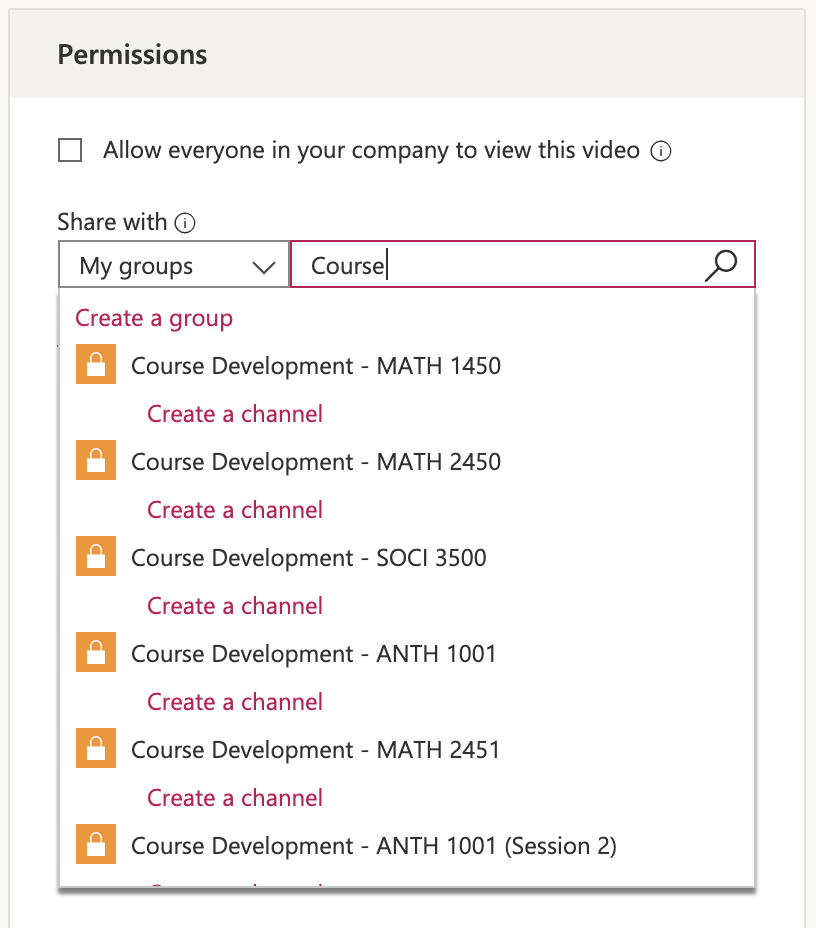 Permissions
Allow everyone in your company to view this video
Share with
My groups
Course
Create a group
Course Development - MATH 1450
Create a channel
Course Development - MATH 2450
Create a channel
Course Development - SOCI 3500
Create a channel
Course Development - ANTH 1001
Create a channel
Course Development - MATH 2451
Create a channel
Course Development - ANTH 1001 (Session 2)